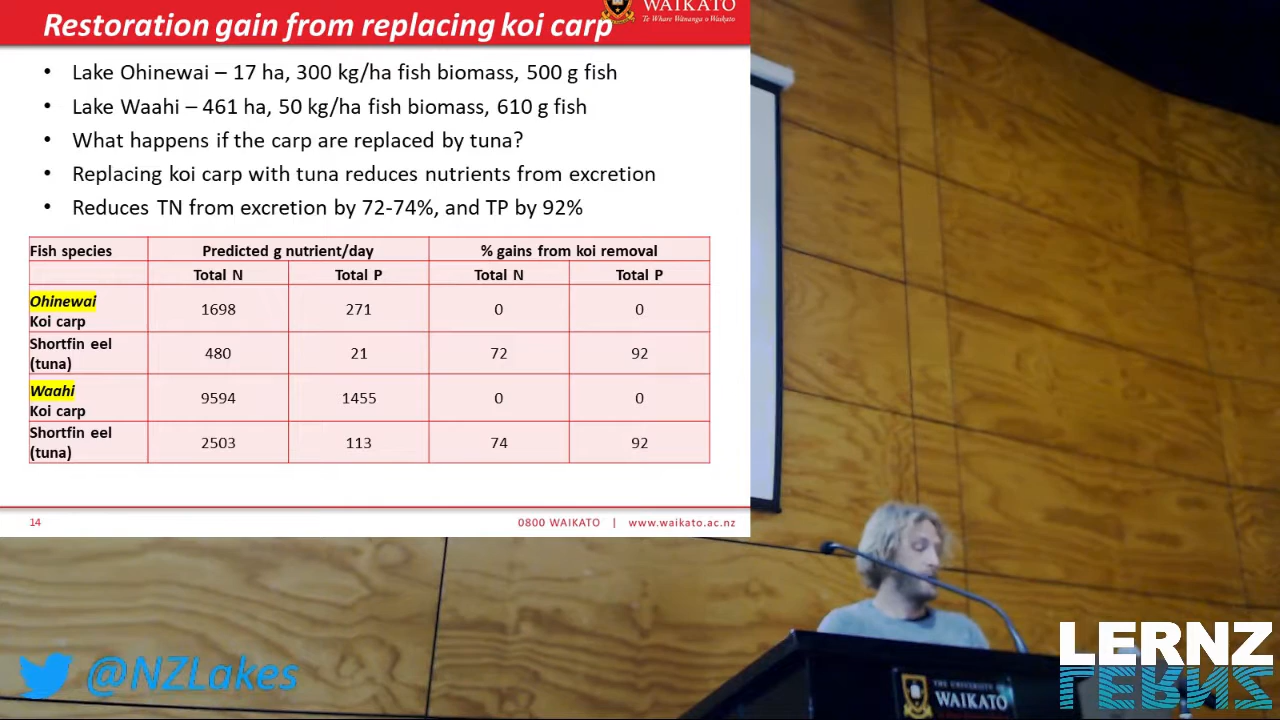 Restoration gain from replacing koi carp
WAIKATO
Te Whare Wānanga o Waikato
• Lake Ohinewai – 17 ha, 300 kg/ha fish biomass, 500 g fish
• Lake Waahi – 461 ha, 50 kg/ha fish biomass, 610 g fish
• What happens if the carp are replaced by tuna?
• Replacing koi carp with tuna reduces nutrients from excretion
• Reduces TN from excretion by 72-74%, and TP by 92%
Fish species Predicted g nutrient/day % gains from koi removal
Total N Total P Total N Total P
Ohinewai
Koi carp 1698 271 0 0
Shortfin eel
(tuna) 480 21 72 92
Waahi
Koi carp 9594 1455 0 0
Shortfin eel
(tuna) 2503 113 74 92
14 0800 WAIKATO | www.waikato.ac.nz
@NZLakes
THE UNIVERSITY OF
WAIKATO
LERNZ